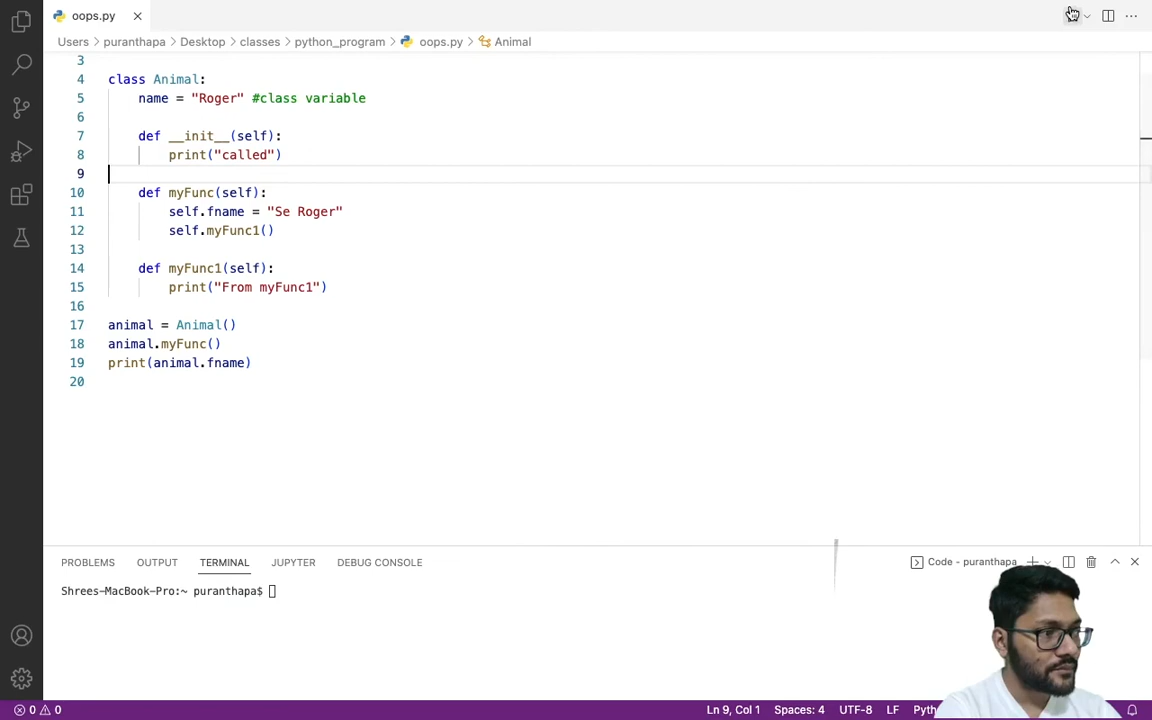 oops.py
Users > puranthapa > Desktop > classes > python_program > oops.py > Animal
3
4 class Animal:
5 name = "Roger" #class variable
6
7 def __init__(self):
8 print("called")
9
10 def myFunc(self):
11 self.fname = "Se Roger"
12 self.myFunc1()
13
14 def myFunc1(self):
15 print("From myFunc1")
16
17 animal = Animal()
18 animal.myFunc()
19 print(animal.fname)
20
PROBLEMS OUTPUT TERMINAL JUPYTER DEBUG CONSOLE Code - puranthapa
Shrees-MacBook-Pro:~ puranthapa$
0 0 Ln 9, Col 1 Spaces: 4 UTF-8 LF